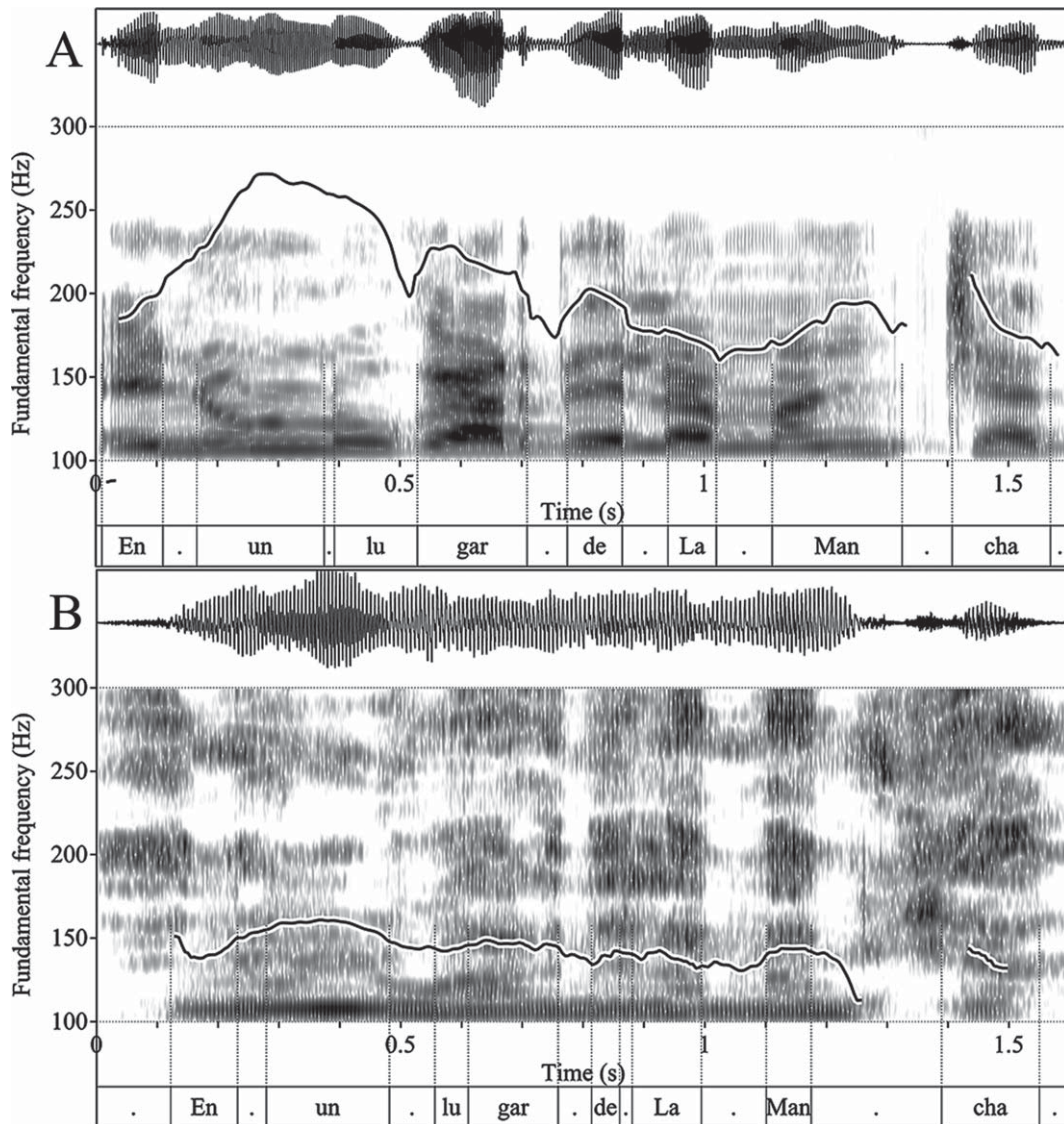 A
Fundamental frequency (Hz)
300
250
200
150
100
0 0.5 1 1.5
Time (s)
En . un . lu gar . de . La . Man . cha .
B
Fundamental frequency (Hz)
300
250
200
150
100
0 0.5 1 1.5
Time (s)
. En . un . lu gar . de . La . Man . cha .